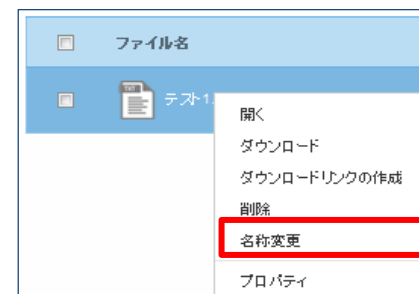 ファイル名
TXT
テスト1.
開く
ダウンロード
ダウンロードリンクの作成
削除
名称変更
プロパティ